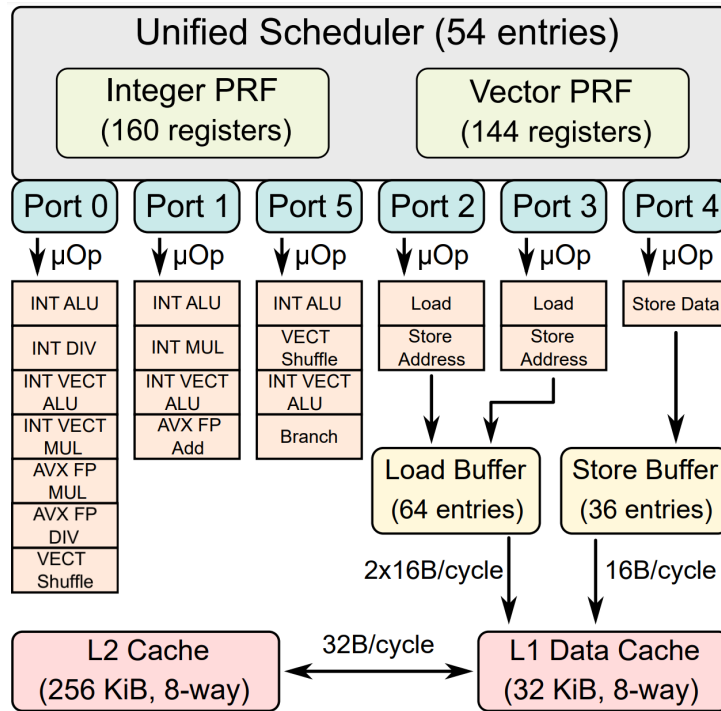 Unified Scheduler (54 entries)
Integer PRF
(160 registers)
Vector PRF
(144 registers)
Port 0
Port 1
Port 5
Port 2
Port 3
Port 4
μOp
μOp
μOp
μOp
μOp
μOp
INT ALU
INT DIV
INT VECT
ALU
INT VECT
MUL
AVX FP
MUL
AVX FP
DIV
VECT
Shuffle
INT ALU
INT MUL
INT VECT
ALU
AVX FP
Add
INT ALU
VECT
Shuffle
INT VECT
ALU
Branch
Load
Store
Address
Load
Store
Address
Store Data
Load Buffer
(64 entries)
Store Buffer
(36 entries)
2x16B/cycle
16B/cycle
L2 Cache
(256 KiB, 8-way)
32B/cycle
L1 Data Cache
(32 KiB, 8-way)